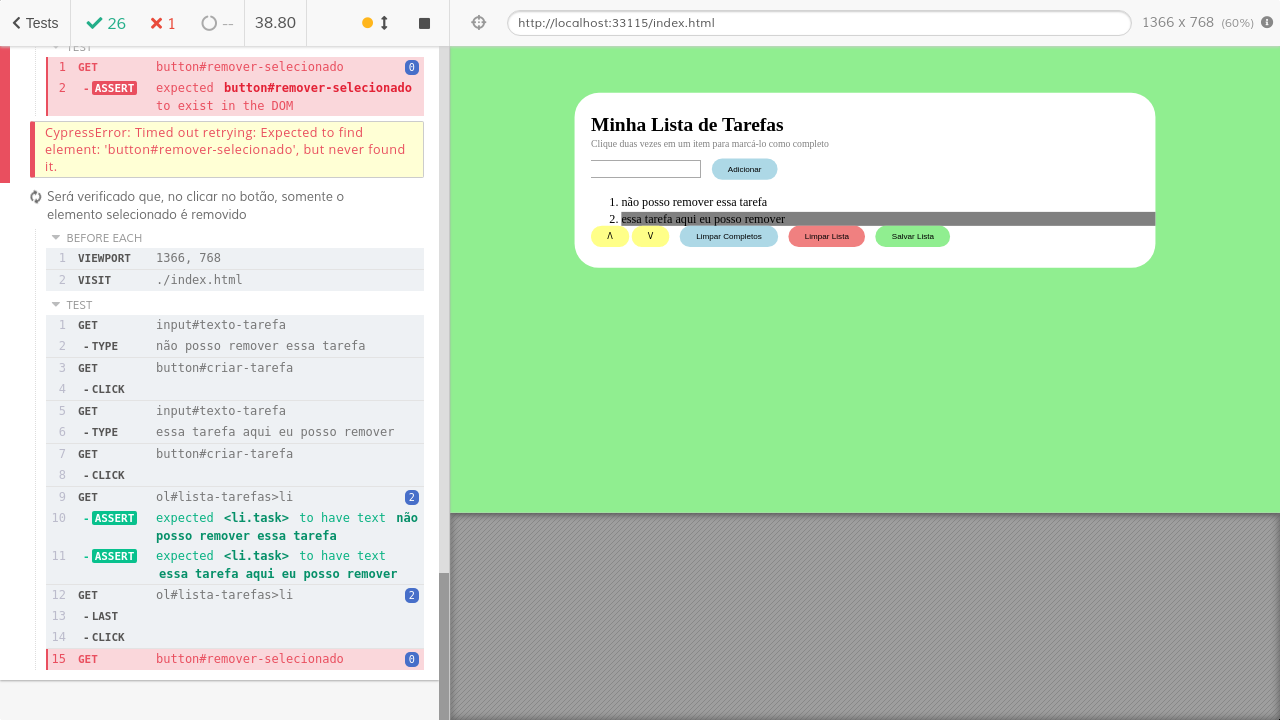 Tests 26 1 -- 38.80
http://localhost:33115/index.html 1366 x 768 (60%)
TEST
1 GET button#remover-selecionado 0
2 -ASSERT expected button#remover-selecionado
to exist in the DOM
CypressError: Timed out retrying: Expected to find
element: 'button#remover-selecionado', but never found
it.
Será verificado que, no clicar no botão, somente o
elemento selecionado é removido
BEFORE EACH
1 VIEWPORT 1366, 768
2 VISIT ./index.html
TEST
1 GET input#texto-tarefa
2 -TYPE não posso remover essa tarefa
3 GET button#criar-tarefa
4 -CLICK
5 GET input#texto-tarefa
6 -TYPE essa tarefa aqui eu posso remover
7 GET button#criar-tarefa
8 -CLICK
9 GET ol#lista-tarefas>li 2
10 -ASSERT expected <li.task> to have text não
posso remover essa tarefa
11 -ASSERT expected <li.task> to have text
essa tarefa aqui eu posso remover
12 GET ol#lista-tarefas>li 2
13 -LAST
14 -CLICK
15 GET button#remover-selecionado 0
Minha Lista de Tarefas
Clique duas vezes em um item para marcá-lo como completo
Adicionar
1. não posso remover essa tarefa
2. essa tarefa aqui eu posso remover
Λ V Limpar Completos Limpar Lista Salvar Lista